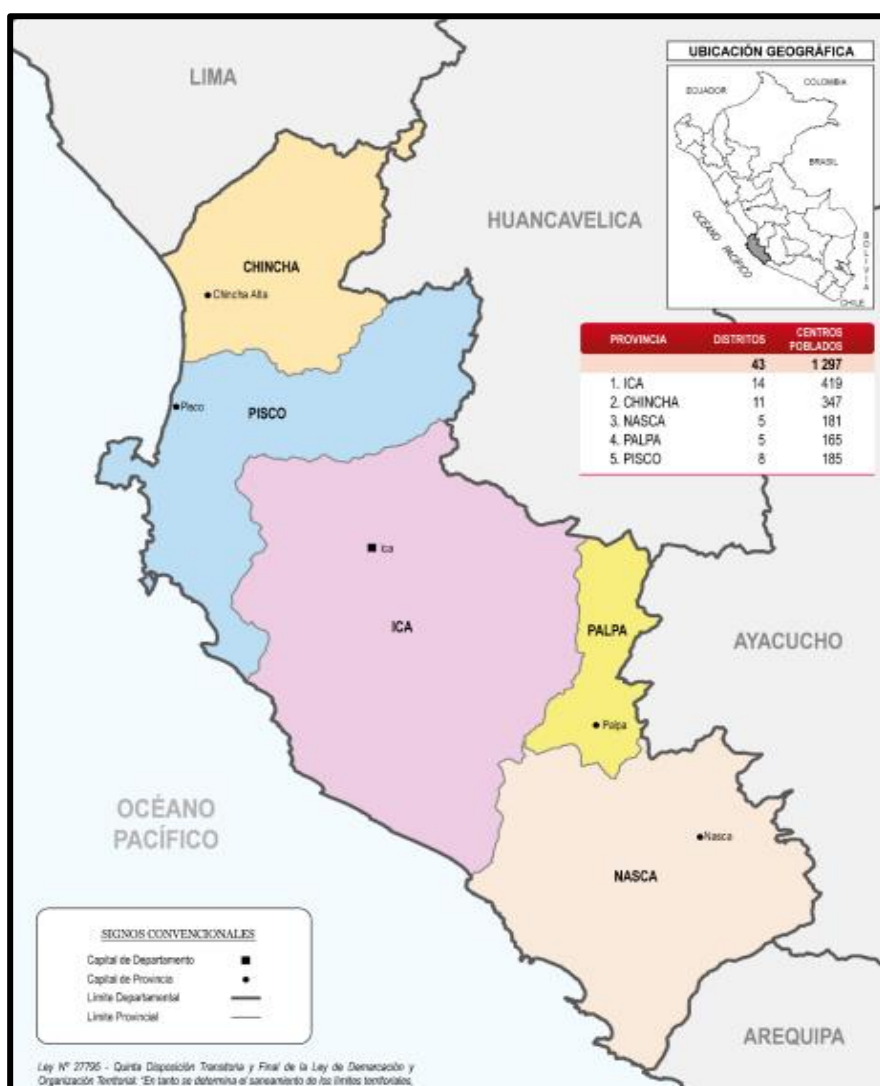 LIMA
UBICACIÓN GEOGRÁFICA
ECUADOR
COLOMBIA
BRASIL
OCÉANO PACÍFICO
BOLIVIA
CHILE
HUANCAVELICA
CHINCHA
Chincha Alta
PROVINCIA DISTRITOS CENTROS POBLADOS
43 1 297
1. ICA 14 419
2. CHINCHA 11 347
3. NASCA 5 181
4. PALPA 5 165
5. PISCO 8 185
Pisco
PISCO
Ica
ICA
PALPA
AYACUCHO
Palpa
OCÉANO
PACÍFICO
Nasca
NASCA
SIGNOS CONVENCIONALES
Capital de Departamento
Capital de Provincia
Límite Departamental
Límite Provincial
AREQUIPA
Ley Nº 27795 - Quinta Disposición Transitoria y Final de la Ley de Demarcación y
Organización Territorial: "En tanto se determina el saneamiento de los límites territoriales,